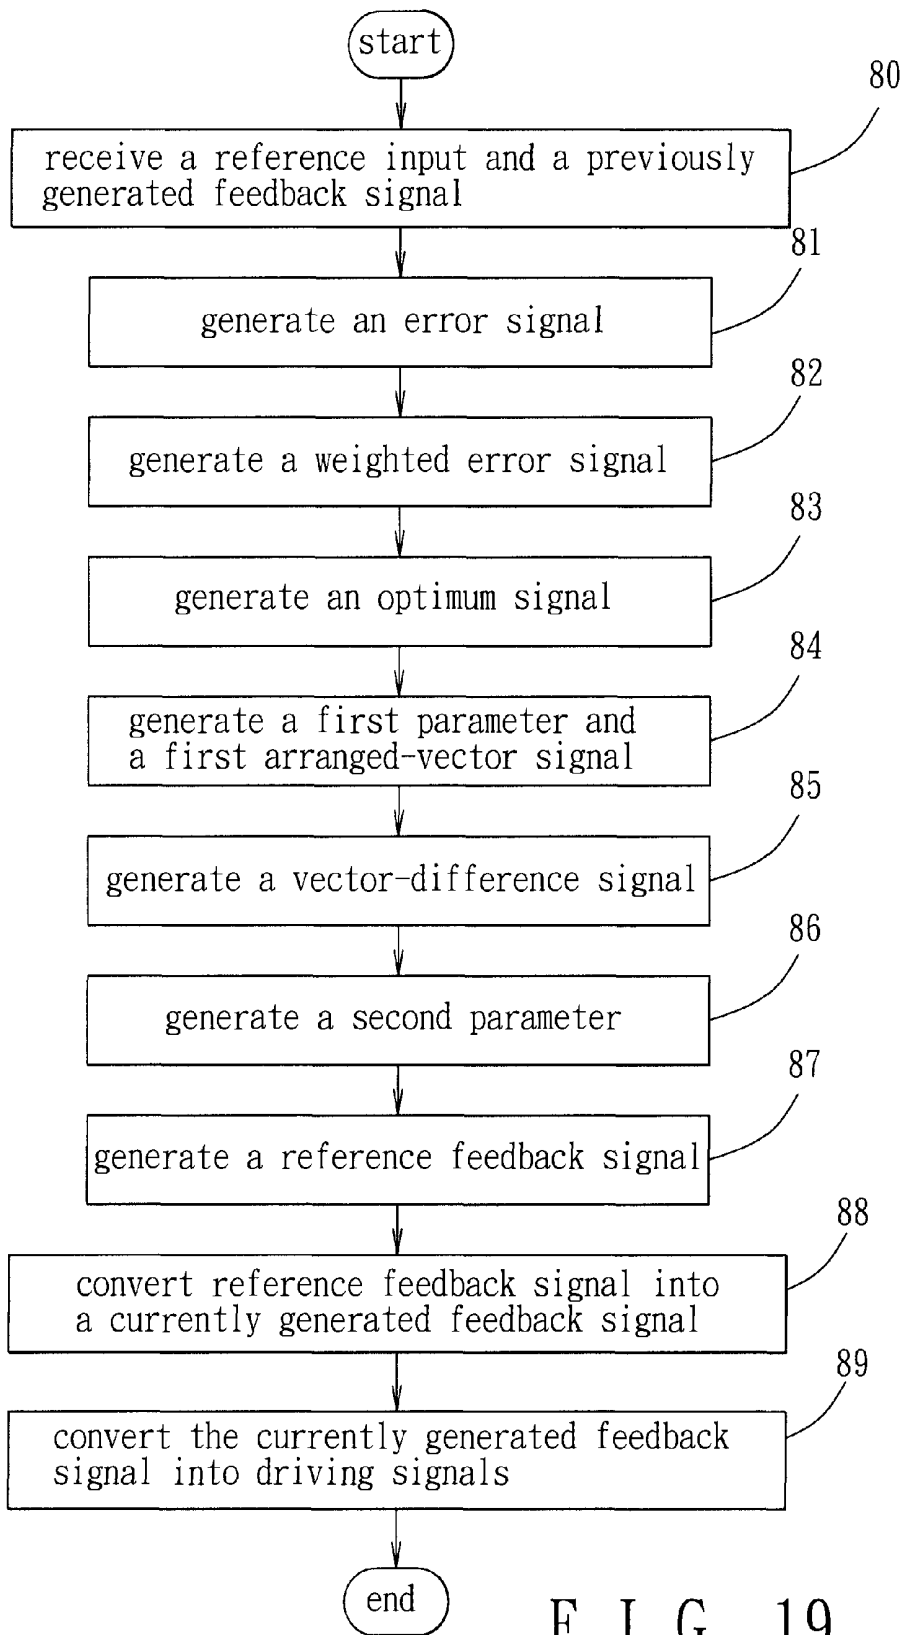 start
80
receive a reference input and a previously
generated feedback signal
81
generate an error signal
82
generate a weighted error signal
83
generate an optimum signal
84
generate a first parameter and
a first arranged-vector signal
85
generate a vector-difference signal
86
generate a second parameter
87
generate a reference feedback signal
88
convert reference feedback signal into
a currently generated feedback signal
89
convert the currently generated feedback
signal into driving signals
end
F I G. 19